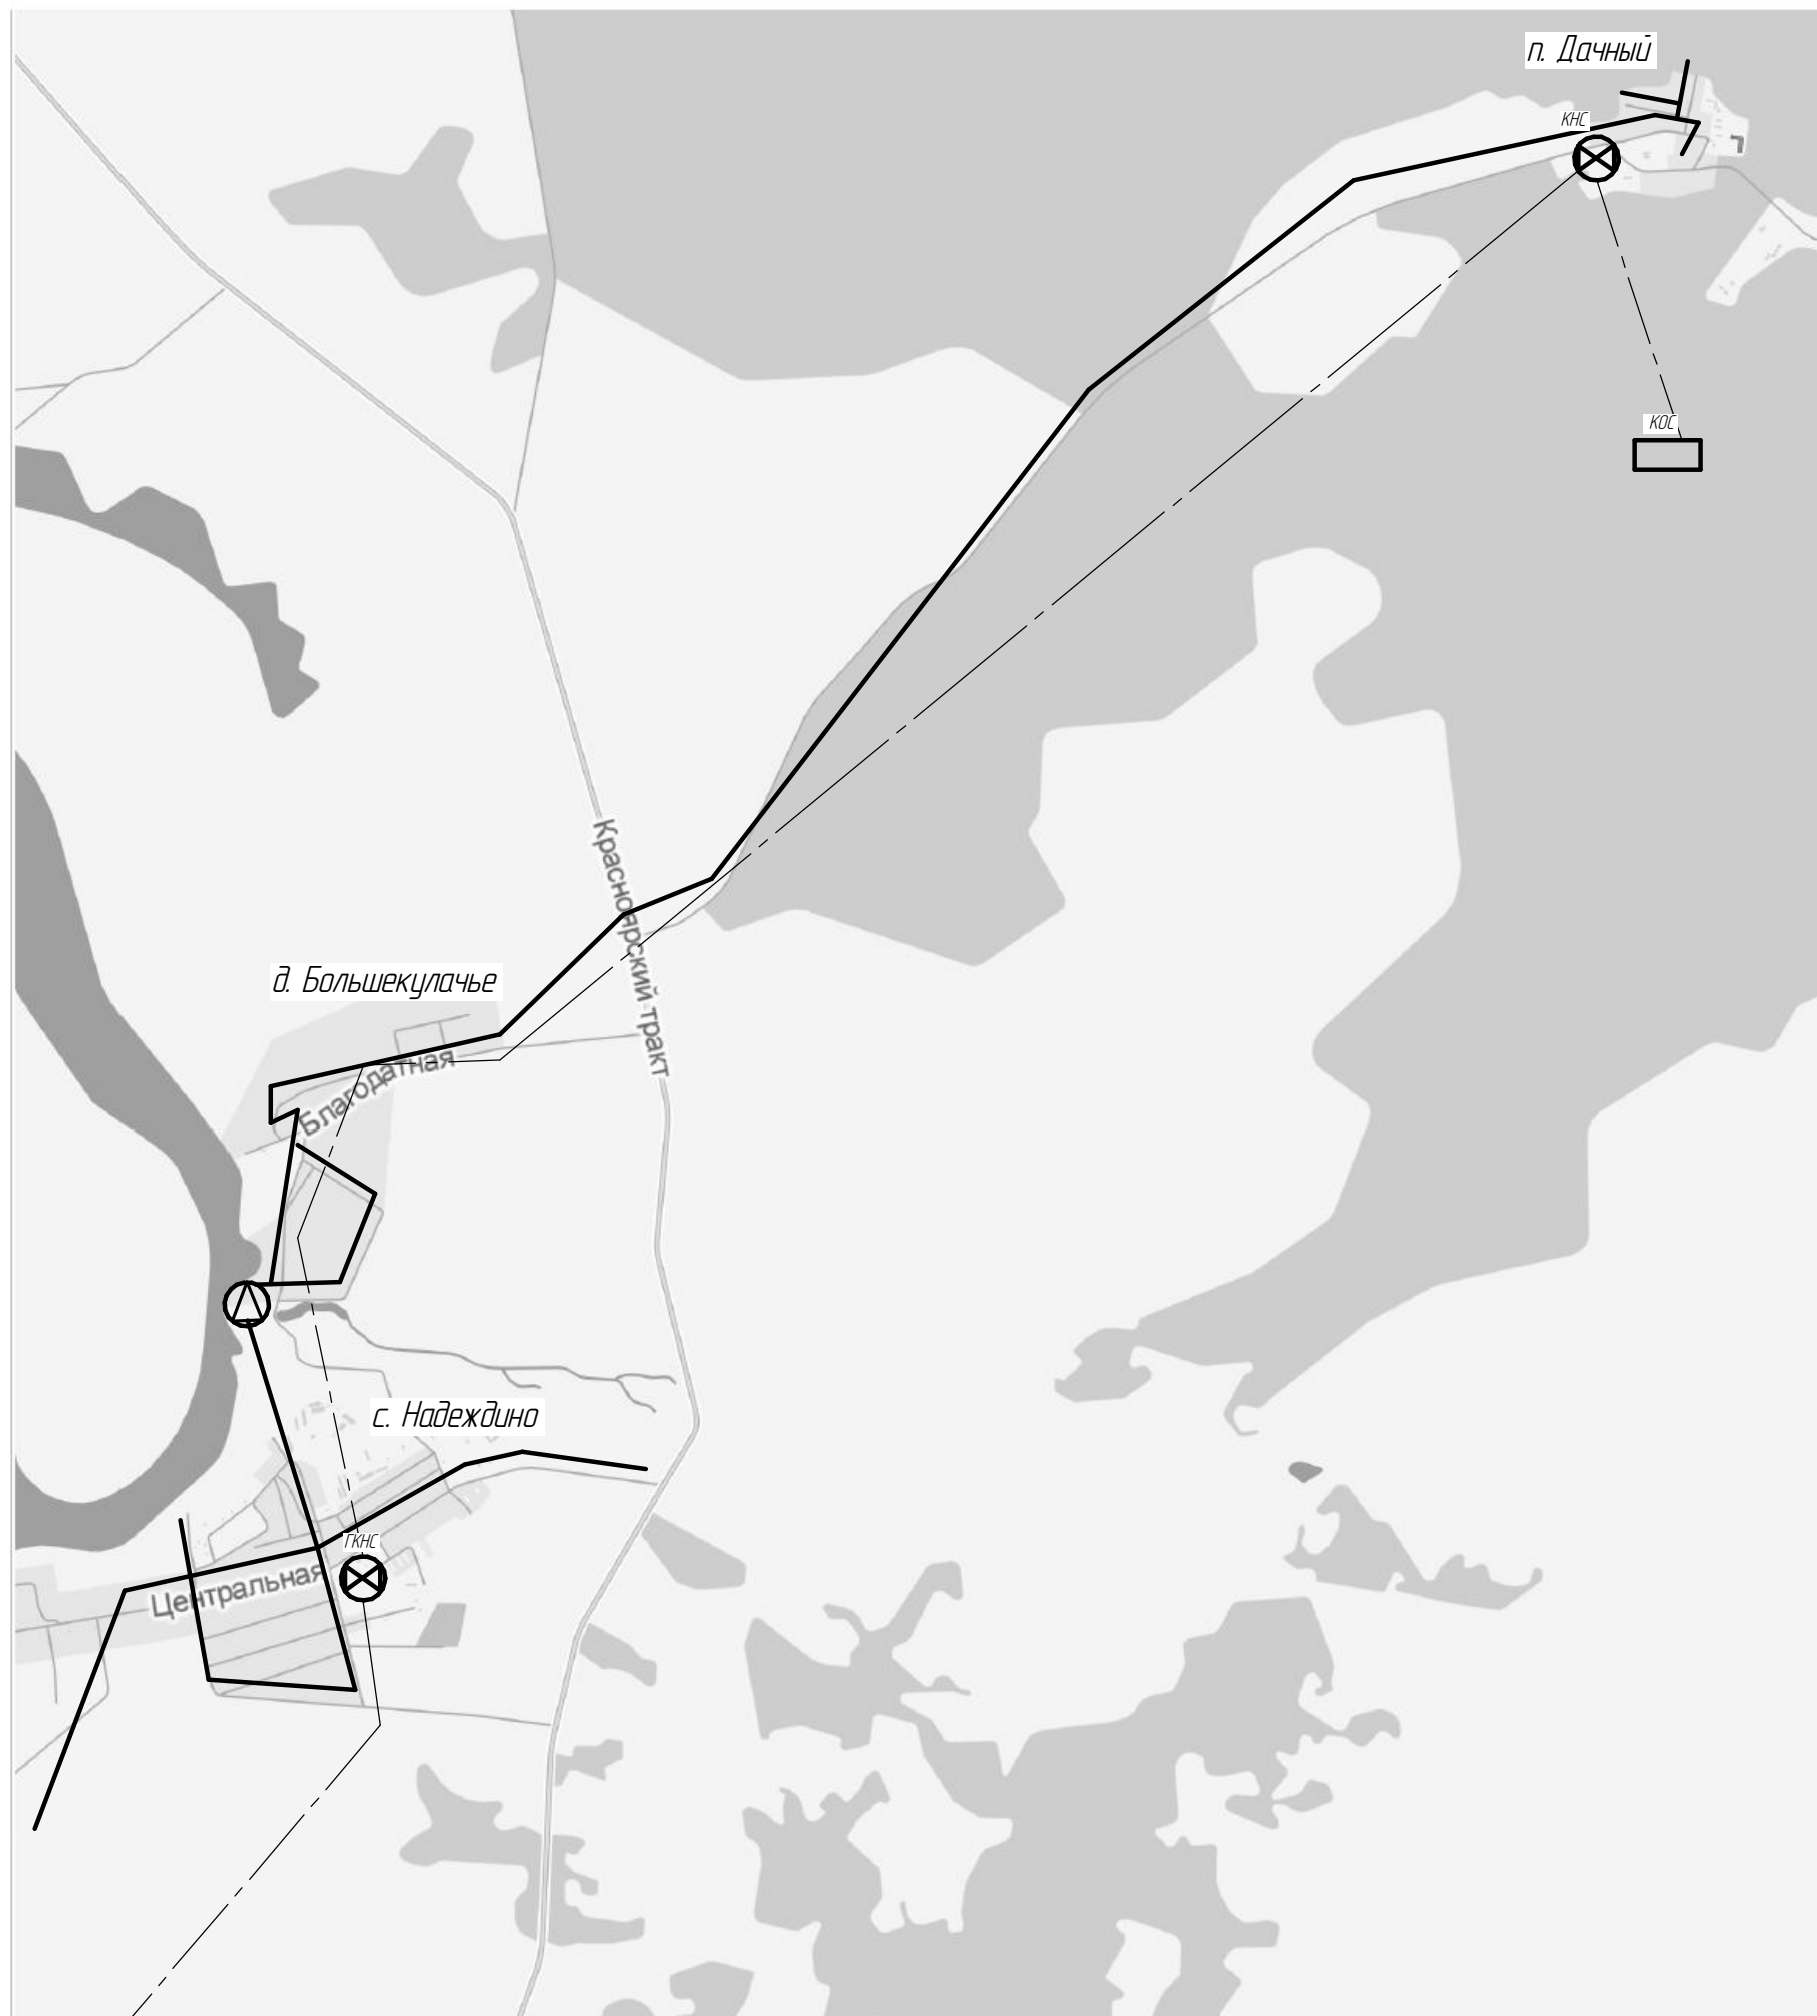 п. Дачный
КНС
КОС
Красноярский тракт
д. Большекулачье
Благодатная
с. Надеждино
ГКНС
Центральная